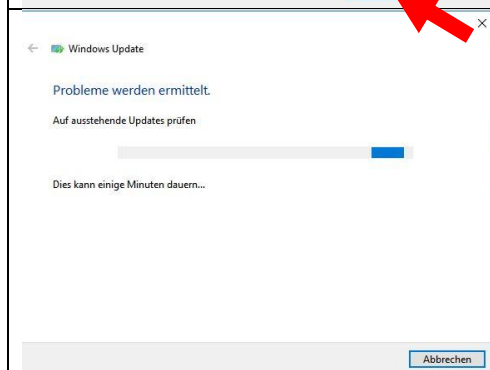 Windows Update
Probleme werden ermittelt.
Auf ausstehende Updates prüfen
Dies kann einige Minuten dauern...
Abbrechen